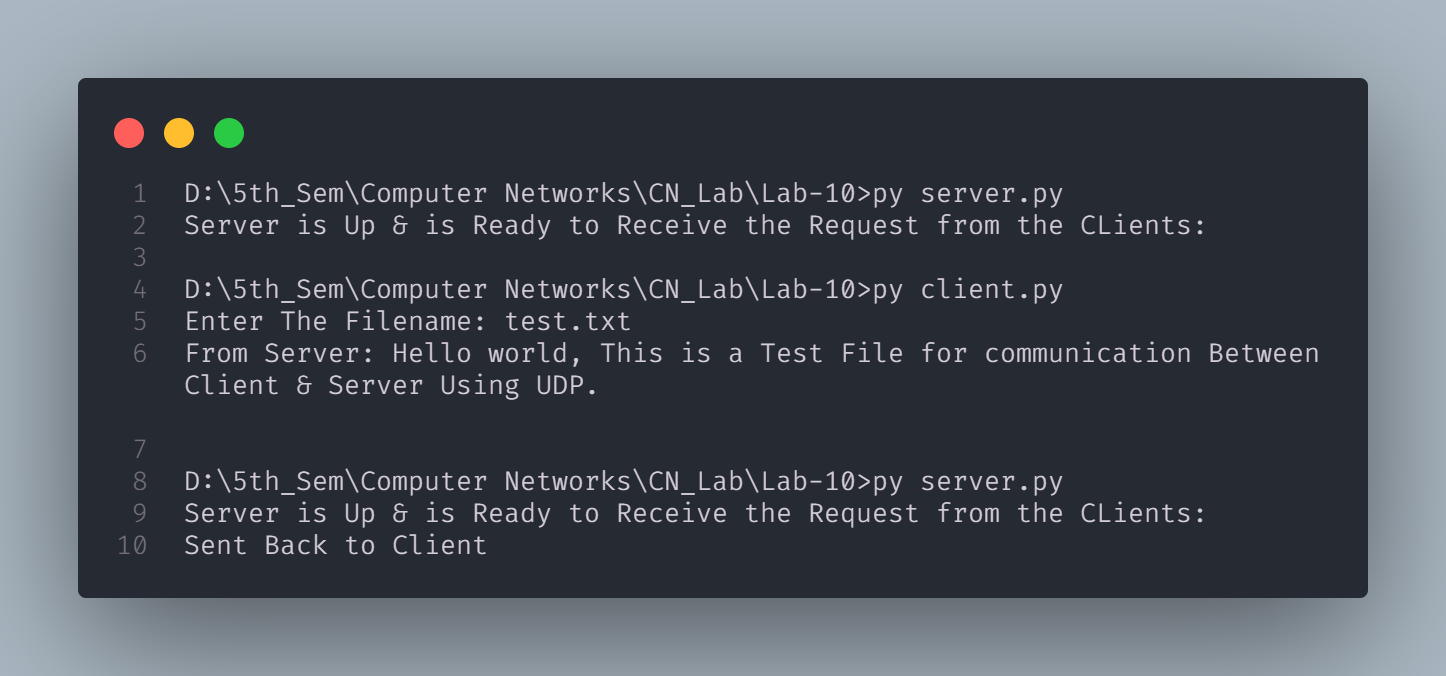 1 D:\5th_Sem\Computer Networks\CN_Lab\Lab-10>py server.py
2 Server is Up & is Ready to Receive the Request from the CLients:
3
4 D:\5th_Sem\Computer Networks\CN_Lab\Lab-10>py client.py
5 Enter The Filename: test.txt
6 From Server: Hello world, This is a Test File for communication Between
Client & Server Using UDP.
7
8 D:\5th_Sem\Computer Networks\CN_Lab\Lab-10>py server.py
9 Server is Up & is Ready to Receive the Request from the CLients:
10 Sent Back to Client